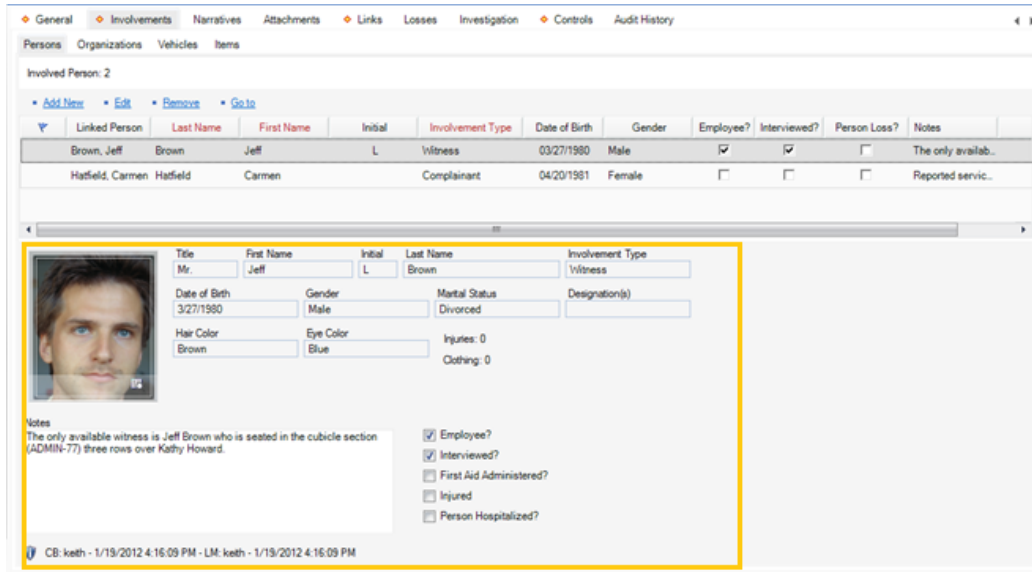 General Involvements Narratives Attachments Links Losses Investigation Controls Audit History
Persons Organizations Vehicles Items
Involved Person: 2
Add New Edit Remove Go to
Linked Person Last Name First Name Initial Involvement Type Date of Birth Gender Employee? Interviewed? Person Loss? Notes
Brown, Jeff Brown Jeff L Witness 03/27/1980 Male The only availab..
Hatfield, Carmen Hatfield Carmen Complainant 04/20/1981 Female Reported servic..
Title First Name Initial Last Name Involvement Type
Mr. Jeff L Brown Witness
Date of Birth Gender Marital Status Designation(s)
3/27/1980 Male Divorced
Hair Color Eye Color Injuries: 0
Brown Blue
Clothing: 0
Notes
The only available witness is Jeff Brown who is seated in the cubicle section
(ADMIN-77) three rows over Kathy Howard.
Employee?
Interviewed?
First Aid Administered?
Injured
Person Hospitalized?
CB: keith - 1/19/2012 4:16:09 PM - LM: keith - 1/19/2012 4:16:09 PM